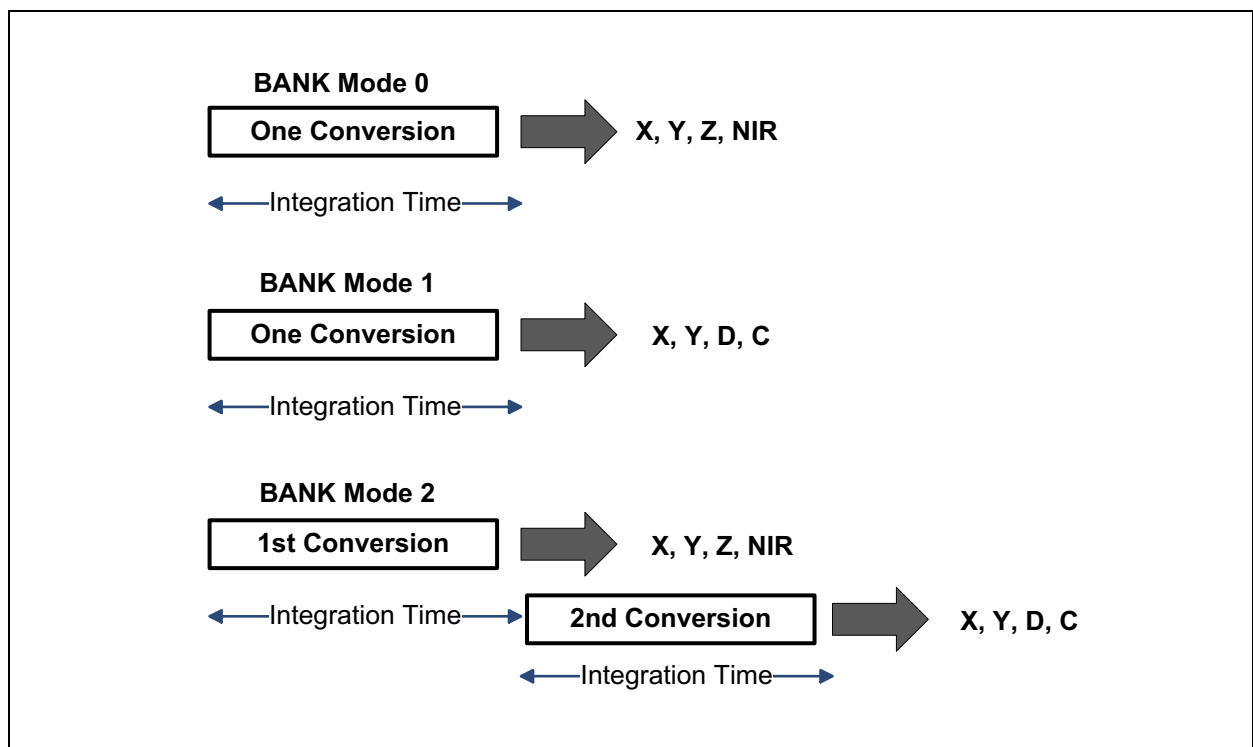 BANK Mode 0
One Conversion
X, Y, Z, NIR
Integration Time
BANK Mode 1
One Conversion
X, Y, D, C
Integration Time
BANK Mode 2
1st Conversion
X, Y, Z, NIR
Integration Time
2nd Conversion
X, Y, D, C
Integration Time